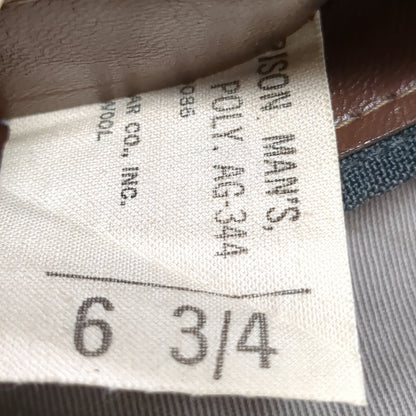 RISON, MAN'S,
POLY, AG-344
086
AR CO., INC.
WOOL
6 3/4